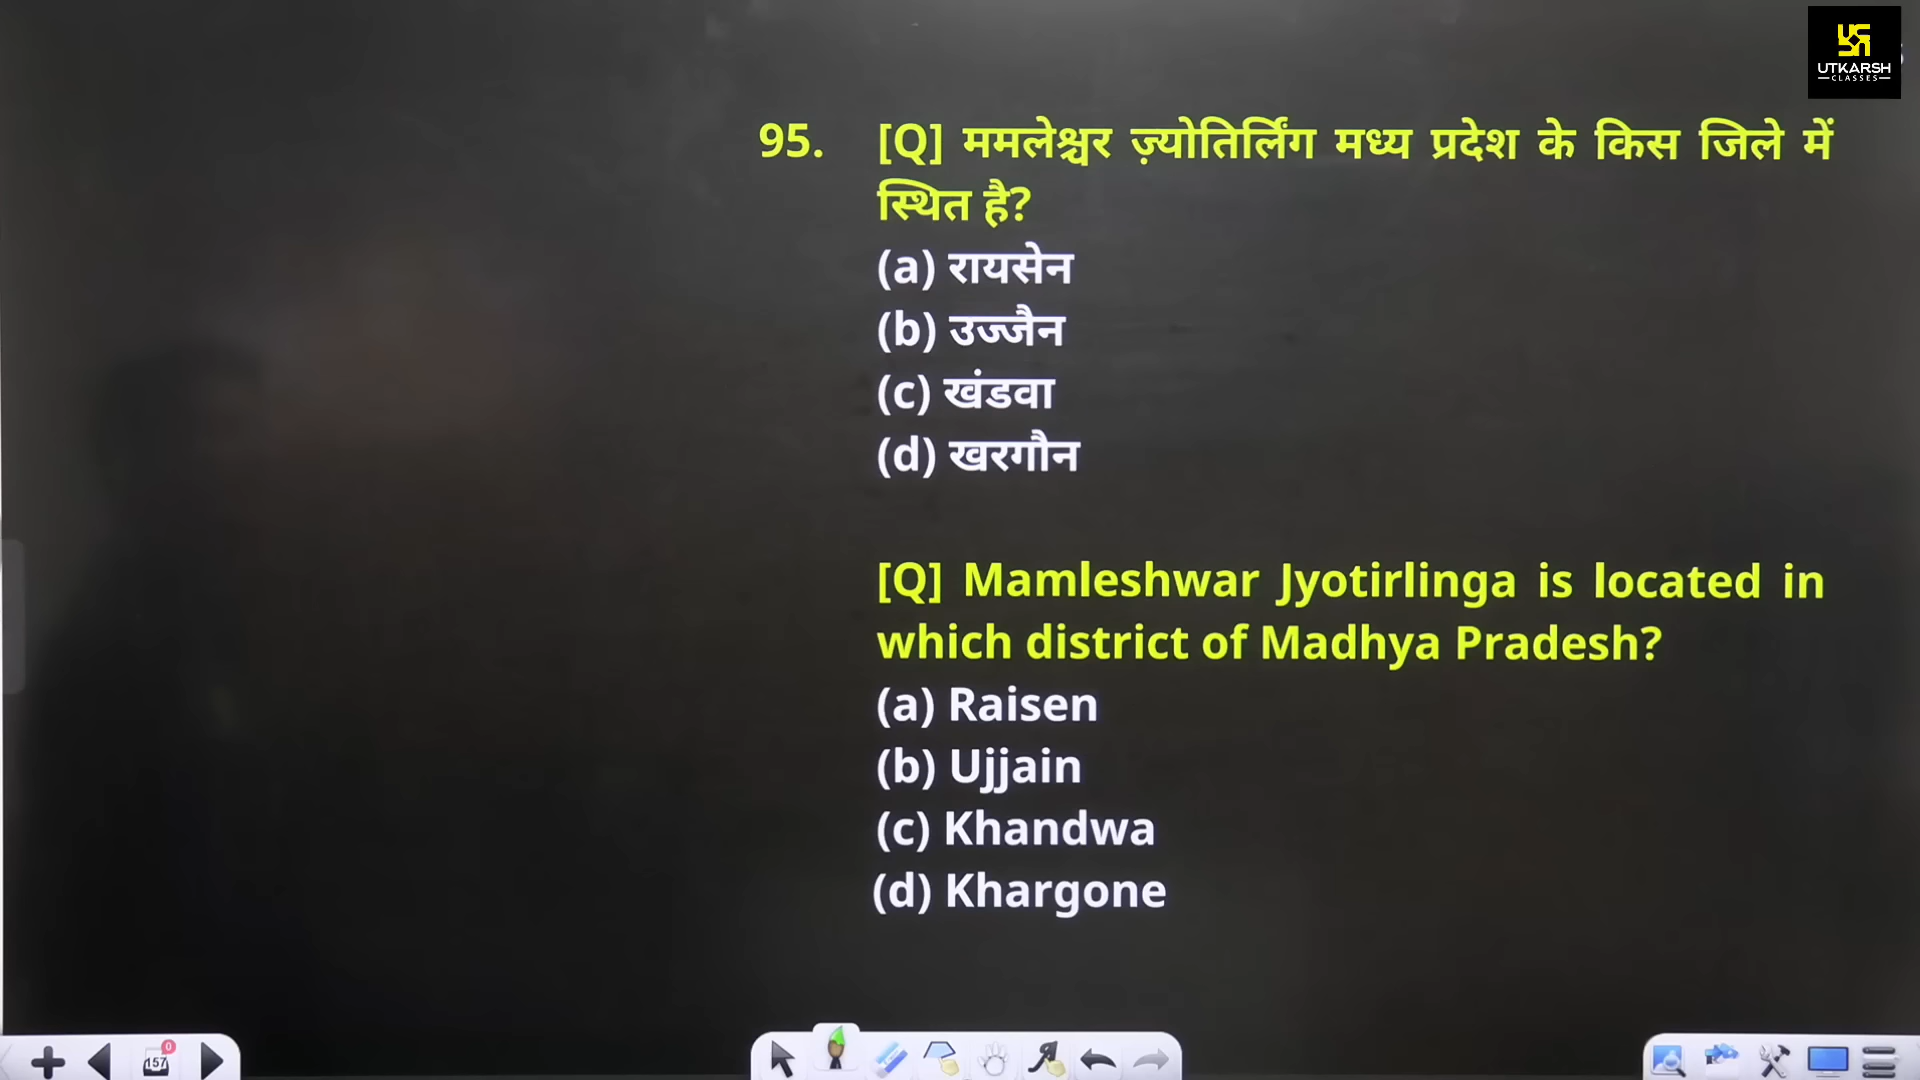 UTKARSH
CLASSES
95. [Q] ममलेश्वर ज़्योतिर्लिंग मध्य प्रदेश के किस जिले में
स्थित है?
(a) रायसेन
(b) उज्जैन
(c) खंडवा
(d) खरगौन
[Q] Mamleshwar Jyotirlinga is located in
which district of Madhya Pradesh?
(a) Raisen
(b) Ujjain
(c) Khandwa
(d) Khargone
157
0